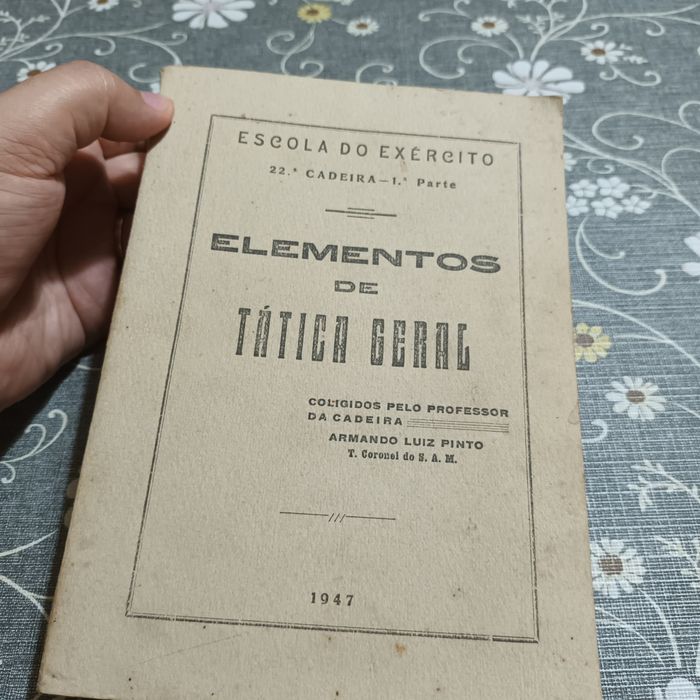 ESCOLA DO EXÉRCITO
22.ª CADEIRA—1.ª Parte
ELEMENTOS
DE
TÁTICA GERAL
COLIGIDOS PELO PROFESSOR
DA CADEIRA
ARMANDO LUIZ PINTO
T. Coronel do S. A. M.
1947